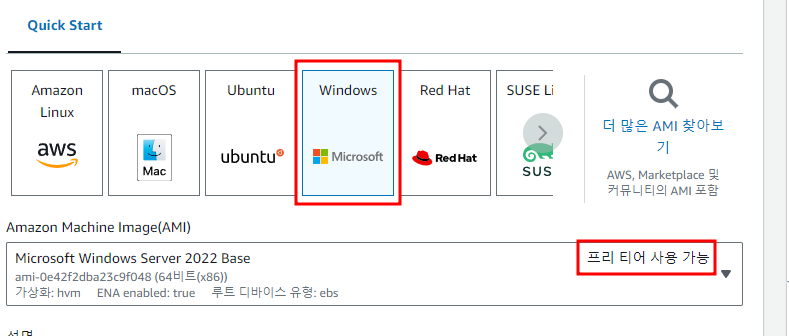 Quick Start
Amazon
Linux
aws
macOS
Mac
Ubuntu
ubuntu
Windows
Microsoft
Red Hat
Red Hat
SUSE Li
SUS
더 많은 AMI 찾아보
기
AWS, Marketplace 및
커뮤니티의 AMI 포함
Amazon Machine Image(AMI)
Microsoft Windows Server 2022 Base
프리 티어 사용 가능
ami-0e42f2dba23c9f048 (64비트(x86))
가상화: hvm ENA enabled: true 루트 디바이스 유형: ebs
설명